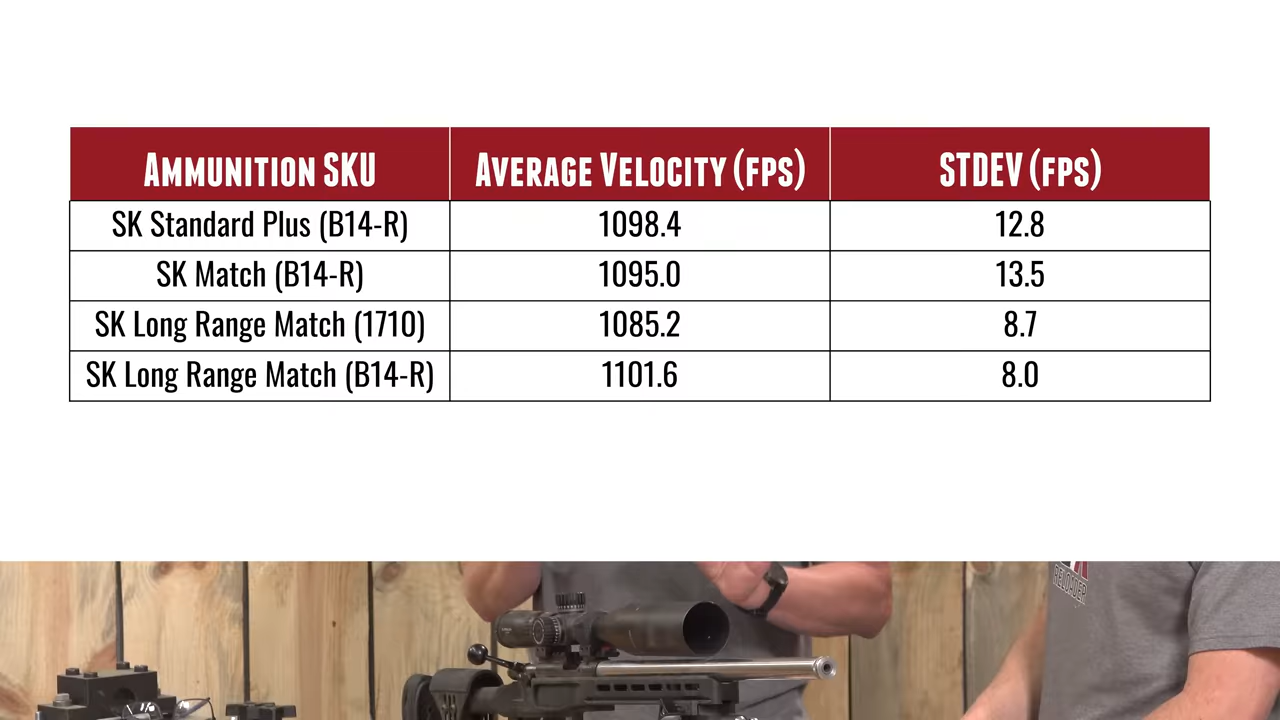 Ammunition SKU Average Velocity (fps) STDEV (fps)
SK Standard Plus (B14-R) 1098.4 12.8
SK Match (B14-R) 1095.0 13.5
SK Long Range Match (1710) 1085.2 8.7
SK Long Range Match (B14-R) 1101.6 8.0
RELOADER